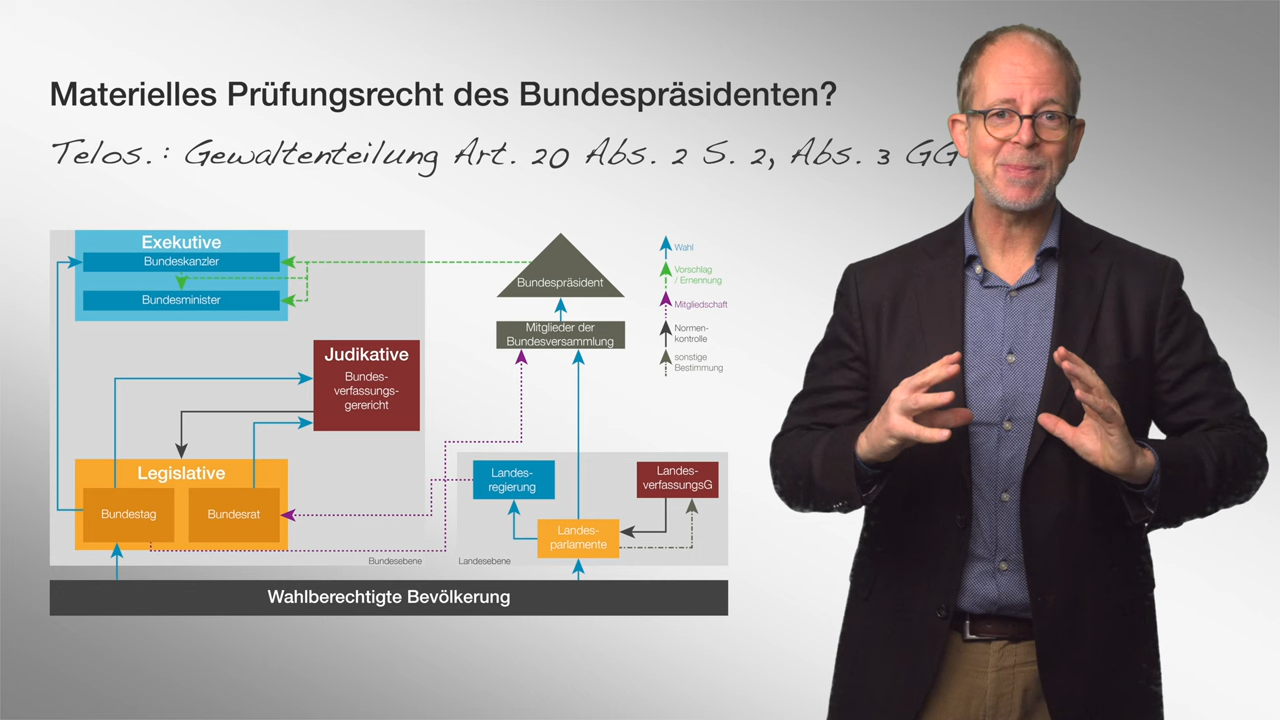 Materielles Prüfungsrecht des Bundespräsidenten?
Telos.: Gewaltenteilung Art. 20 Abs. 2 S. 2, Abs. 3 GG
Exekutive
Bundeskanzler
Bundesminister
Judikative
Bundes-
verfassungs-
gerericht
Legislative
Bundestag
Bundesrat
Bundesebene
Bundespräsident
Mitglieder der
Bundesversammlung
Wahl
Vorschlag
/ Ernennung
Mitgliedschaft
Normen-
kontrolle
sonstige
Bestimmung
Landes-
regierung
Landes-
verfassungsG
Landes-
parlamente
Landesebene
Wahlberechtigte Bevölkerung